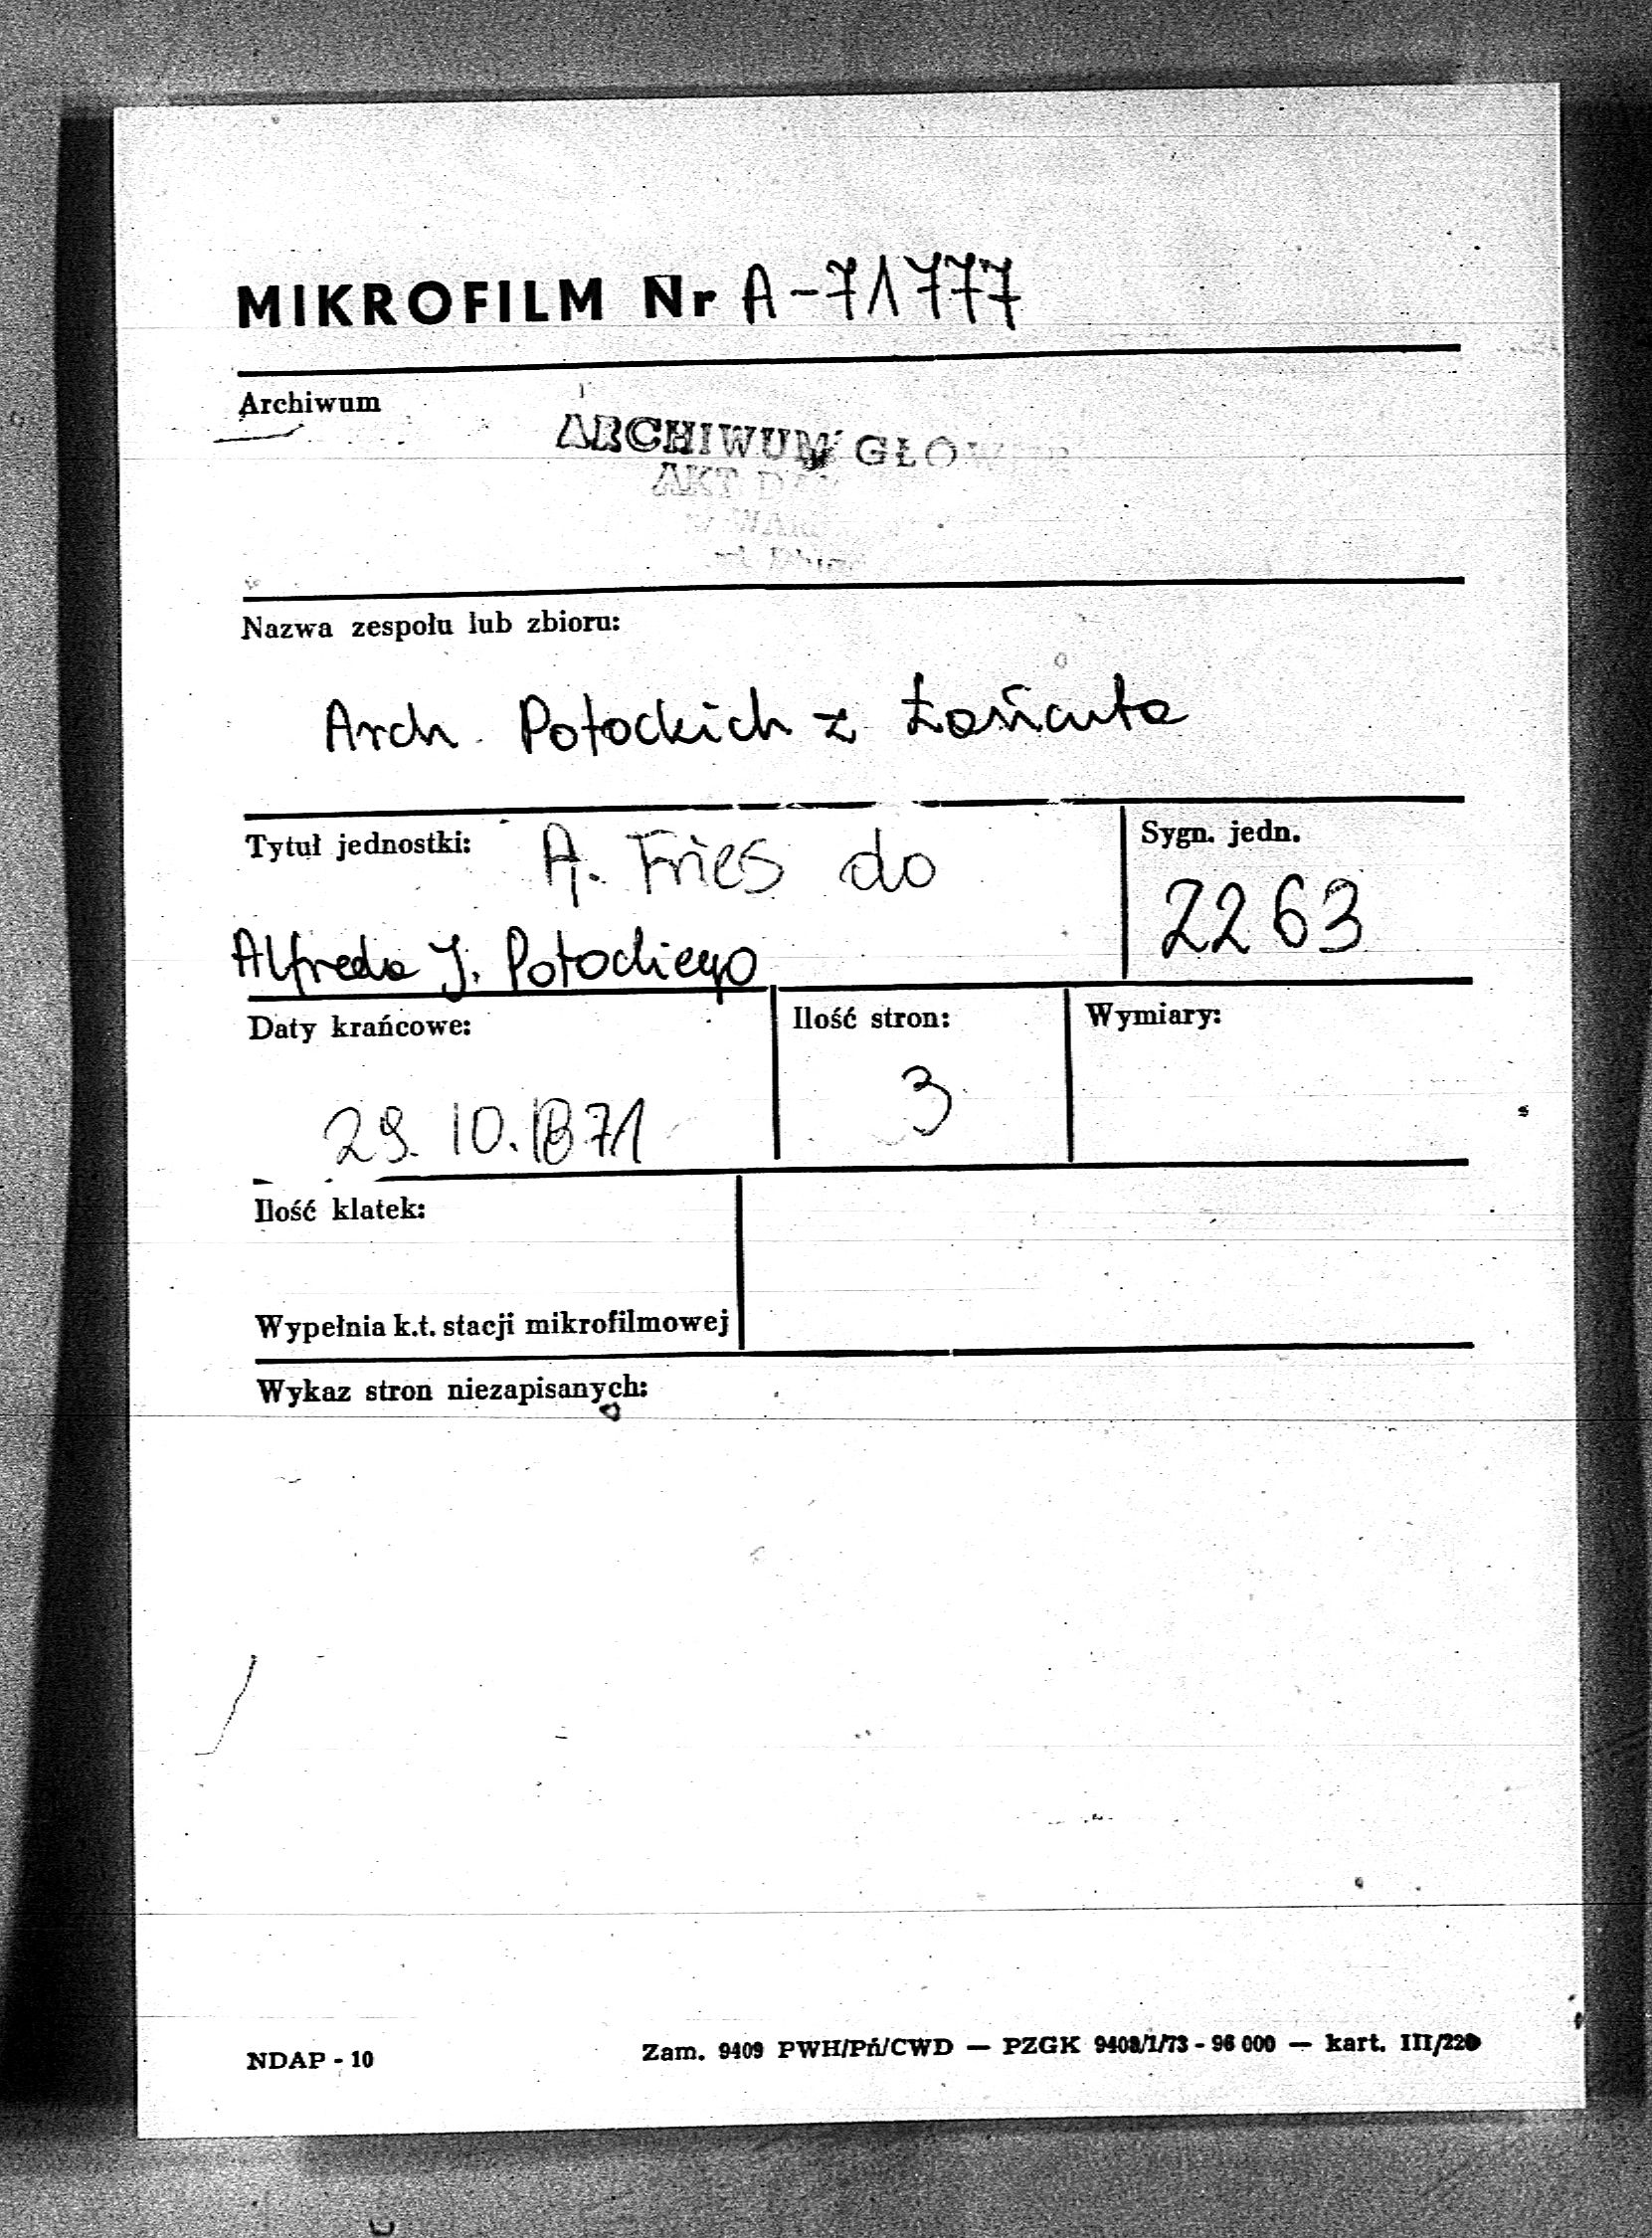 MIKROFILM Nr A-71777
Archiwum
ARCHIWUM GŁÓWNE
AKT
Nazwa zespołu lub zbioru:
Arch. Potockich z Łańcuta
Tytuł jednostki: A. Fries do
Alfreda J. Potockiego
Sygn. jedn.
2263
Daty krańcowe:
29. 10. 1871
Ilość stron:
3
Wymiary:
Ilość klatek:
Wypełnia k.t. stacji mikrofilmowej
Wykaz stron niezapisanych:
NDAP - 10
Zam. 9409 PWH/Pń/CWD — PZGK 9408/1/73 - 96 000 — kart. III/220